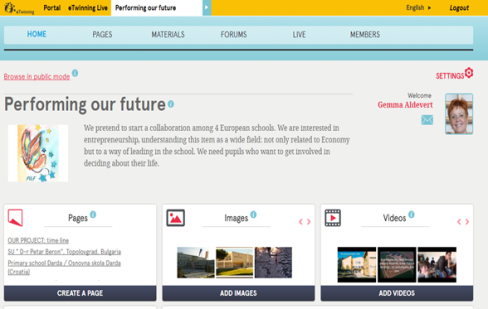 eTwinning Portal eTwinning Live Performing our future English Logout
HOME PAGES MATERIALS FORUMS LIVE MEMBERS
Browse in public mode i SETTINGS
Welcome
Performing our future i Gemma Aldevert
We pretend to start a collaboration among 4 European schools. We are interested in
entrepreneurship, understanding this item as a wide field: not only related to Economy
but to a way of leading in the school. We need pupils who want to get involved in
deciding about their life.
Pages i Images i Videos i
OUR PROJECT: time line
SU " D-r Petar Beron", Topolovgrad, Bulgaria
Primary school Darda / Osnovna skola Darda
(Croatia)
CREATE A PAGE ADD IMAGES ADD VIDEOS